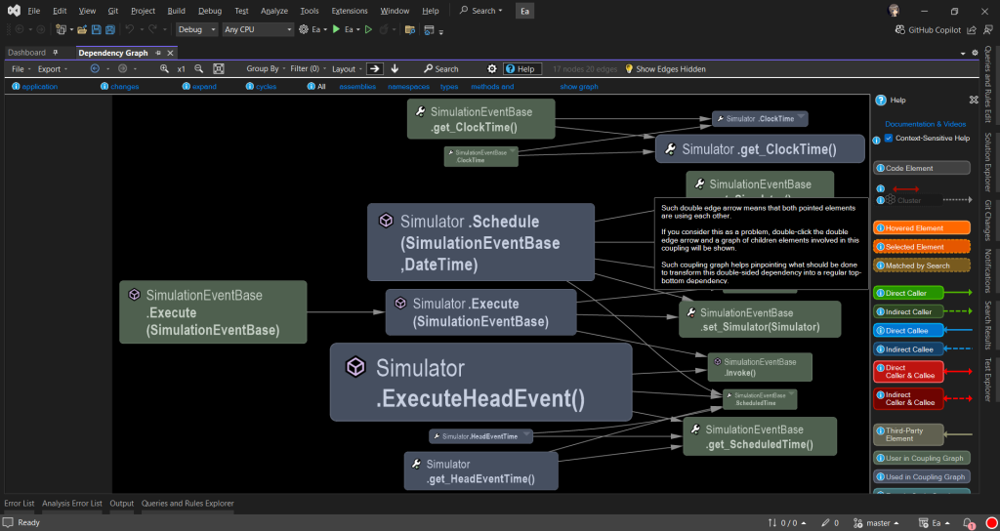 File Edit View Git Project Build Debug Test Analyze Tools Extensions Window Help Search Ea
Debug Any CPU Ea Ea GitHub Copilot
Dashboard Dependency Graph
File Export x1 Group By Filter (0) Layout Search Help 17 nodes 20 edges Show Edges Hidden
application changes expand cycles All assemblies namespaces types methods and show graph
SimulationEventBase
.get_ClockTime()
Simulator .ClockTime
SimulationEventBase
ClockTime
Simulator .get_ClockTime()
SimulationEventBase
Simulator .Schedule
(SimulationEventBase
,DateTime)
Such double edge arrow means that both pointed elements
are using each other.
If you consider this as a problem, double-click the double
edge arrow and a graph of children elements involved in this
coupling will be shown.
Such coupling graph helps pinpointing what should be done
to transform this double-sided dependency into a regular top-
bottom dependency.
SimulationEventBase
.Execute
(SimulationEventBase)
Simulator .Execute
(SimulationEventBase)
SimulationEventBase
.set_Simulator(Simulator)
Simulator
.ExecuteHeadEvent()
SimulationEventBase
.Invoke()
SimulationEventBase
ScheduledTime
Simulator .HeadEventTime
SimulationEventBase
.get_ScheduledTime()
Simulator
.get_HeadEventTime()
Help
Documentation & Videos
Context-Sensitive Help
Code Element
Cluster
Hovered Element
Selected Element
Matched by Search
Direct Caller
Indirect Caller
Direct Callee
Indirect Callee
Direct
Caller & Callee
Indirect
Caller & Callee
Third-Party
Element
User in Coupling Graph
Used in Coupling Graph
Queries and Rules Edit
Solution Explorer
Git Changes
Notifications
Search Results
Test Explorer
Error List Analysis Error List Output Queries and Rules Explorer
Ready 0 / 0 0 master Ea 1